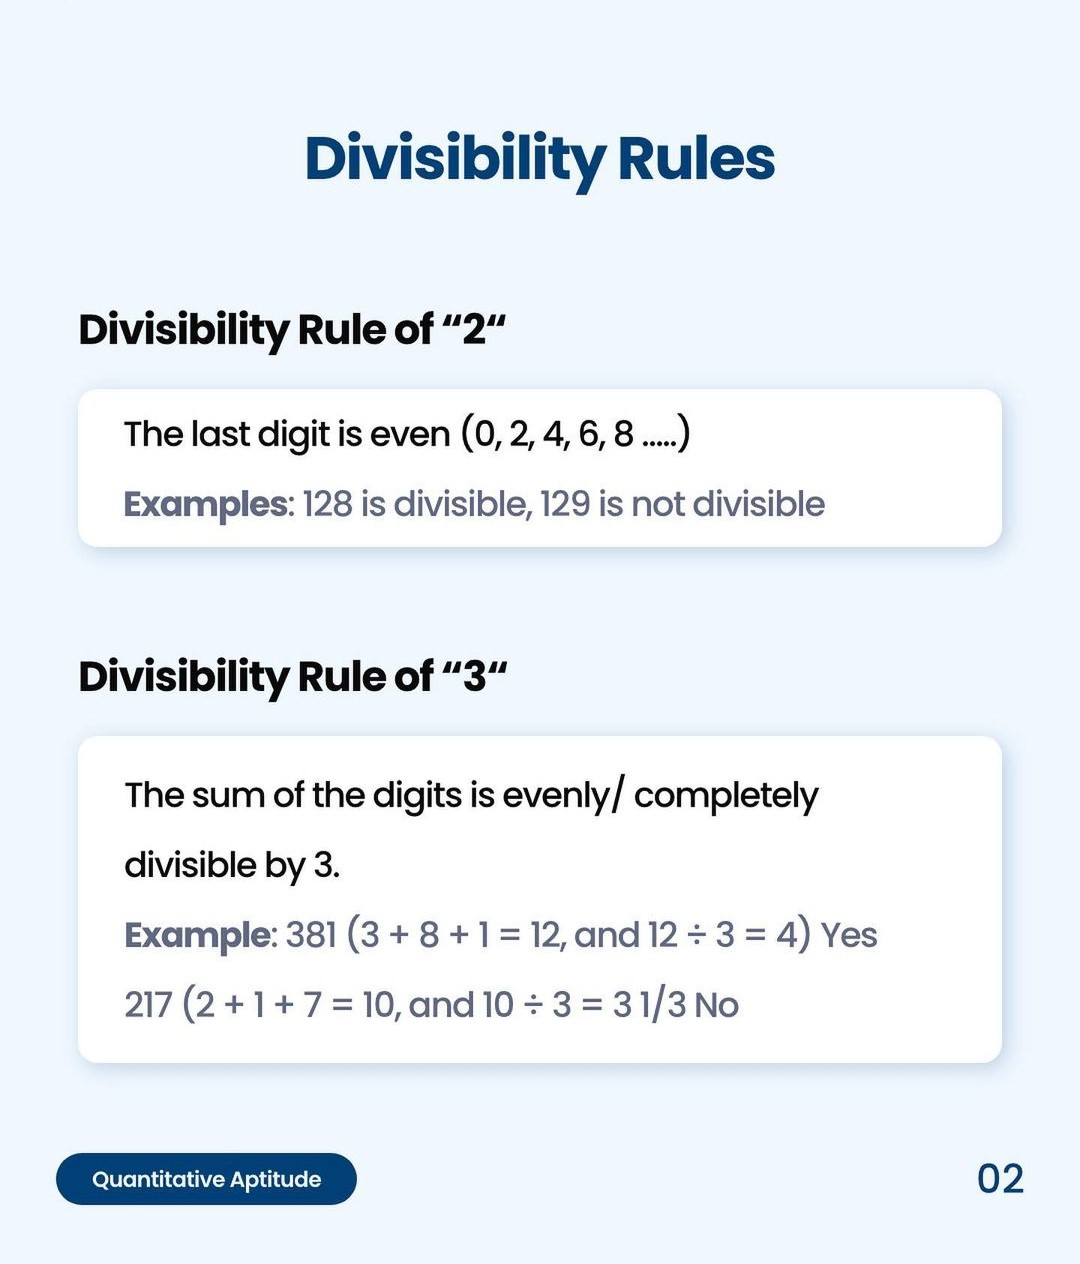 Divisibility Rules
Divisibility Rule of “2“
The last digit is even (0, 2, 4, 6, 8 .....)
Examples: 128 is divisible, 129 is not divisible
Divisibility Rule of “3“
The sum of the digits is evenly/ completely
divisible by 3.
Example: 381 (3 + 8 + 1 = 12, and 12 ÷ 3 = 4) Yes
217 (2 + 1 + 7 = 10, and 10 ÷ 3 = 3 1/3 No
Quantitative Aptitude
02